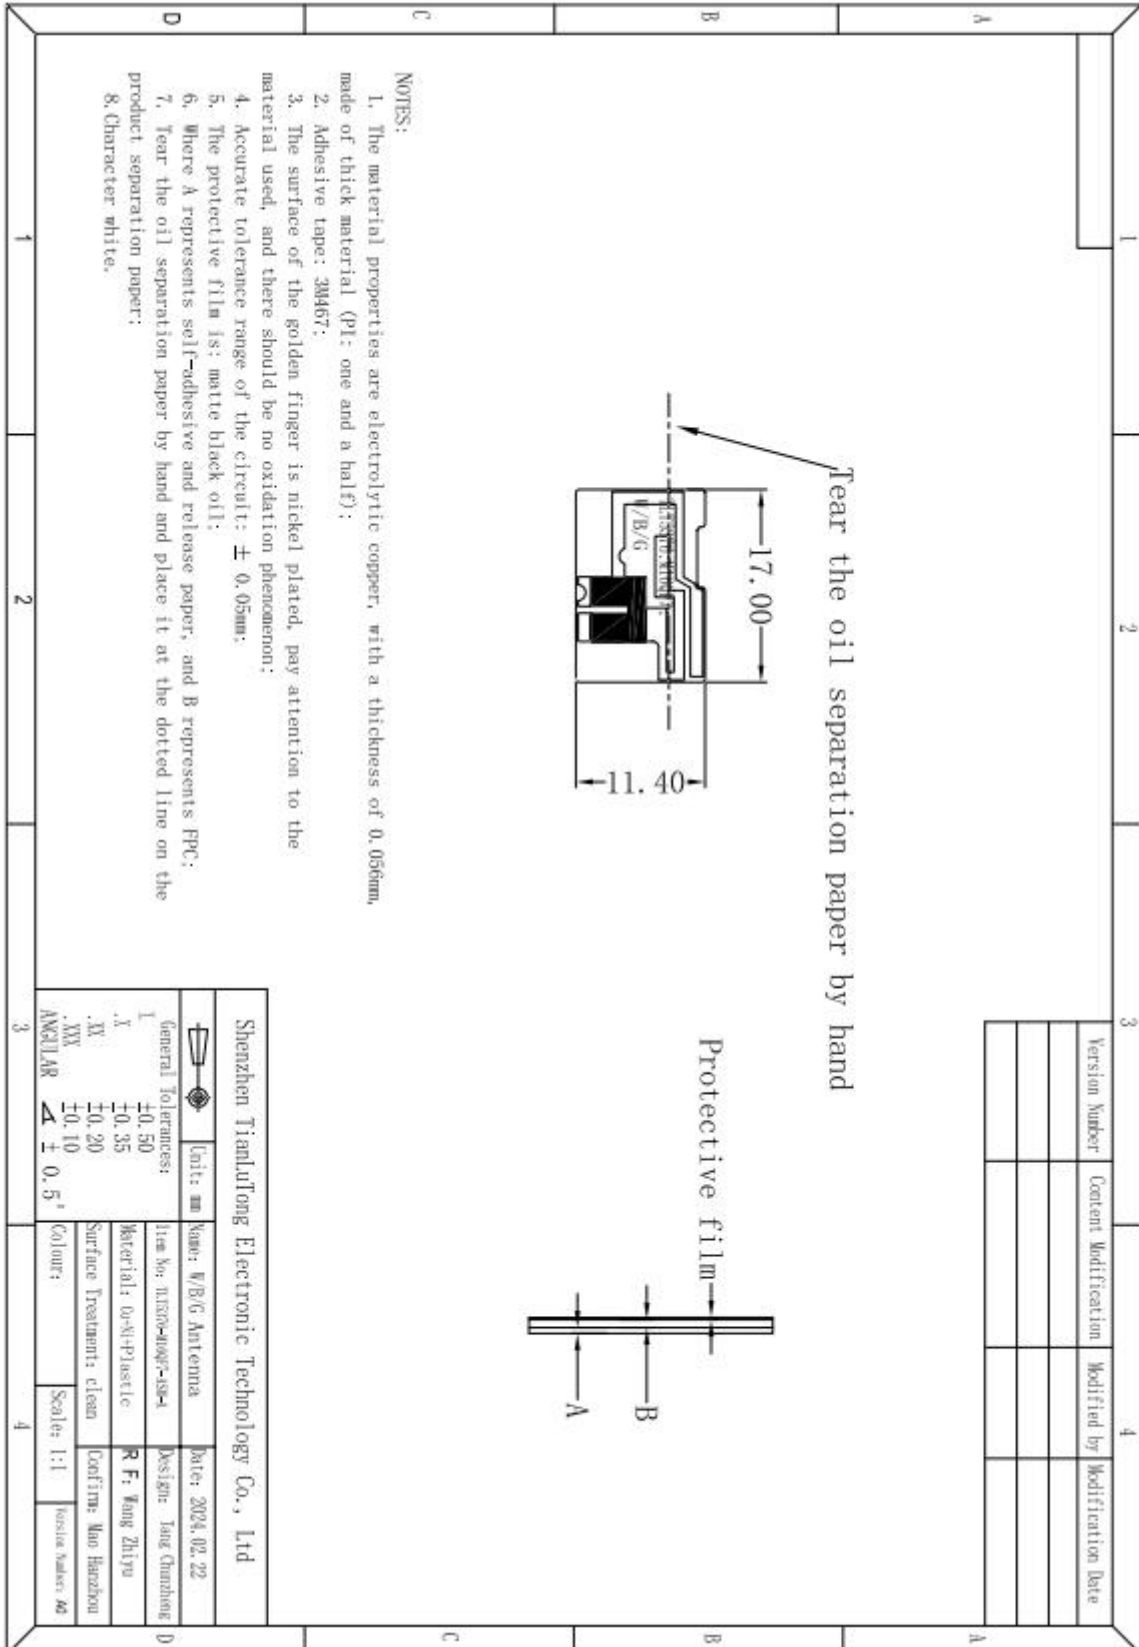 1
2
3
4
A
B
C
D
Version Number
Content Modification
Modified by
Modification Date
Tear the oil separation paper by hand
17.00
11.40
W/B/G
Protective film
B
A
NOTES:
1. The material properties are electrolytic copper, with a thickness of 0.056mm,
made of thick material (PI: one and a half);
2. Adhesive tape: 3M467;
3. The surface of the golden finger is nickel plated, pay attention to the
material used, and there should be no oxidation phenomenon;
4. Accurate tolerance range of the circuit: ± 0.05mm;
5. The protective film is: matte black oil;
6. Where A represents self-adhesive and release paper, and B represents FPC;
7. Tear the oil separation paper by hand and place it at the dotted line on the
product separation paper;
8.Character white.
Shenzhen TianLuTong Electronic Technology Co., Ltd
Unit: mm
Name: W/B/G Antenna
Date: 2024.02.22
General Tolerances:
±0.50
.X ±0.35
.XX ±0.20
.XXX ±0.10
ANGULAR ± 0.5°
Item No:
Design: Tang Chunzheng
Material: Cu+Ni+Plastic
R F: Wang Zhiyu
Surface Treatment: clean
Confirm: Mao Hanzhou
Colour:
Scale: 1:1
Version Number: A0
1
2
3
4
A
B
C
D